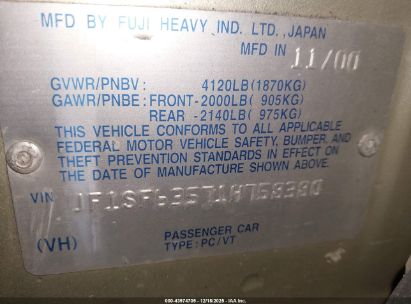 MFD BY FUJI HEAVY IND. LTD., JAPAN
MFD IN 11/00
GVWR/PNBV: 4120LB(1870KG)
GAWR/PNBE: FRONT-2000LB( 905KG)
REAR -2140LB( 975KG)
THIS VEHICLE CONFORMS TO ALL APPLICABLE
FEDERAL MOTOR VEHICLE SAFETY, BUMPER, AND
THEFT PREVENTION STANDARDS IN EFFECT ON
THE DATE OF MANUFACTURE SHOWN ABOVE.
VIN
(VH)
PASSENGER CAR
TYPE: PC/VT